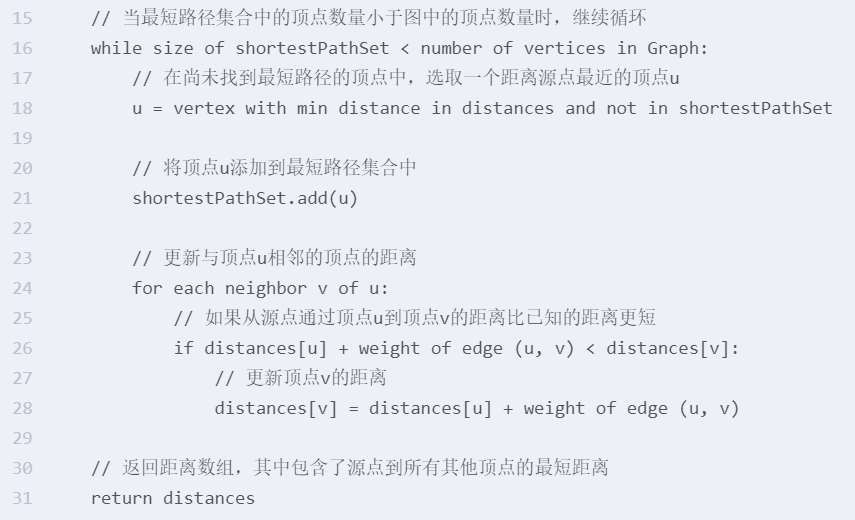 15 // 当最短路径集合中的顶点数量小于图中的顶点数量时，继续循环
16 while size of shortestPathSet < number of vertices in Graph:
17 // 在尚未找到最短路径的顶点中，选取一个距离源点最近的顶点u
18 u = vertex with min distance in distances and not in shortestPathSet
19
20 // 将顶点u添加到最短路径集合中
21 shortestPathSet.add(u)
22
23 // 更新与顶点u相邻的顶点的距离
24 for each neighbor v of u:
25 // 如果从源点通过顶点u到顶点v的距离比已知的距离更短
26 if distances[u] + weight of edge (u, v) < distances[v]:
27 // 更新顶点v的距离
28 distances[v] = distances[u] + weight of edge (u, v)
29
30 // 返回距离数组，其中包含了源点到所有其他顶点的最短距离
31 return distances